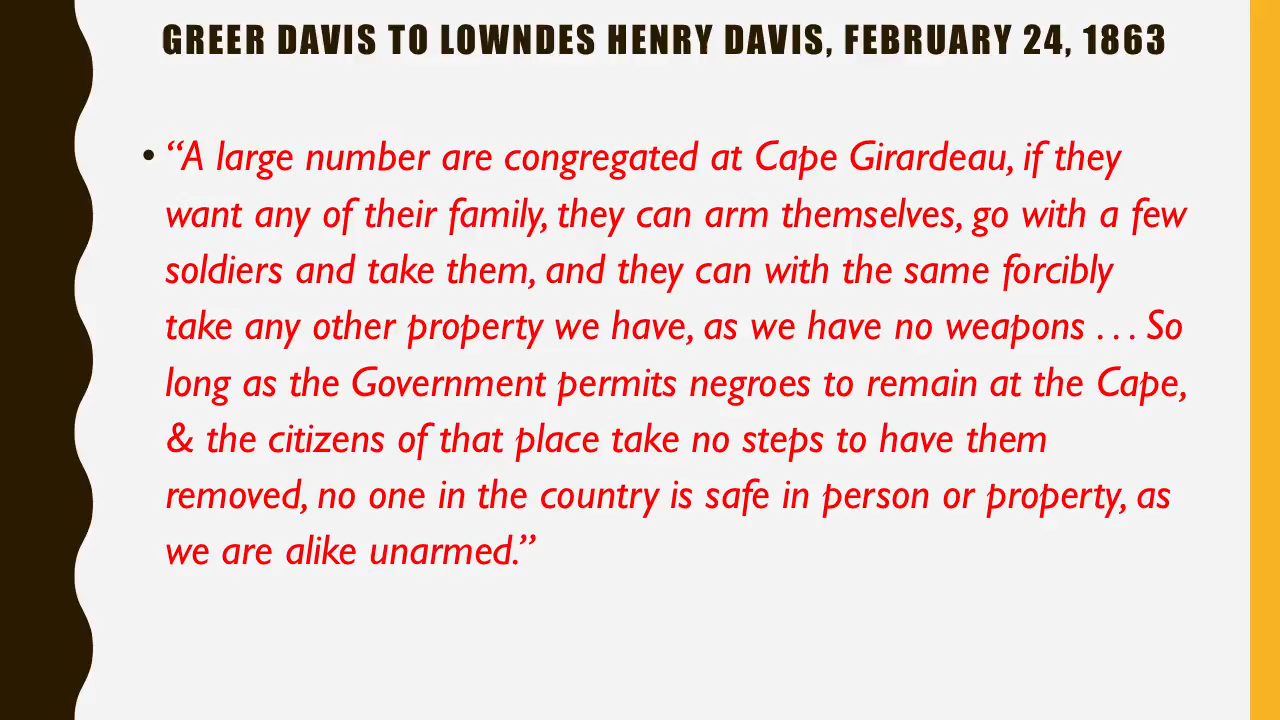 GREER DAVIS TO LOWNDES HENRY DAVIS, FEBRUARY 24, 1863
• “A large number are congregated at Cape Girardeau, if they
want any of their family, they can arm themselves, go with a few
soldiers and take them, and they can with the same forcibly
take any other property we have, as we have no weapons . . . So
long as the Government permits negroes to remain at the Cape,
& the citizens of that place take no steps to have them
removed, no one in the country is safe in person or property, as
we are alike unarmed.”